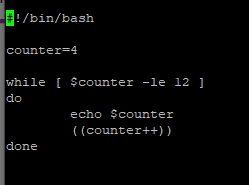 #!/bin/bash

counter=4

while [ $counter -le 12 ]
do
        echo $counter
        ((counter++))
done